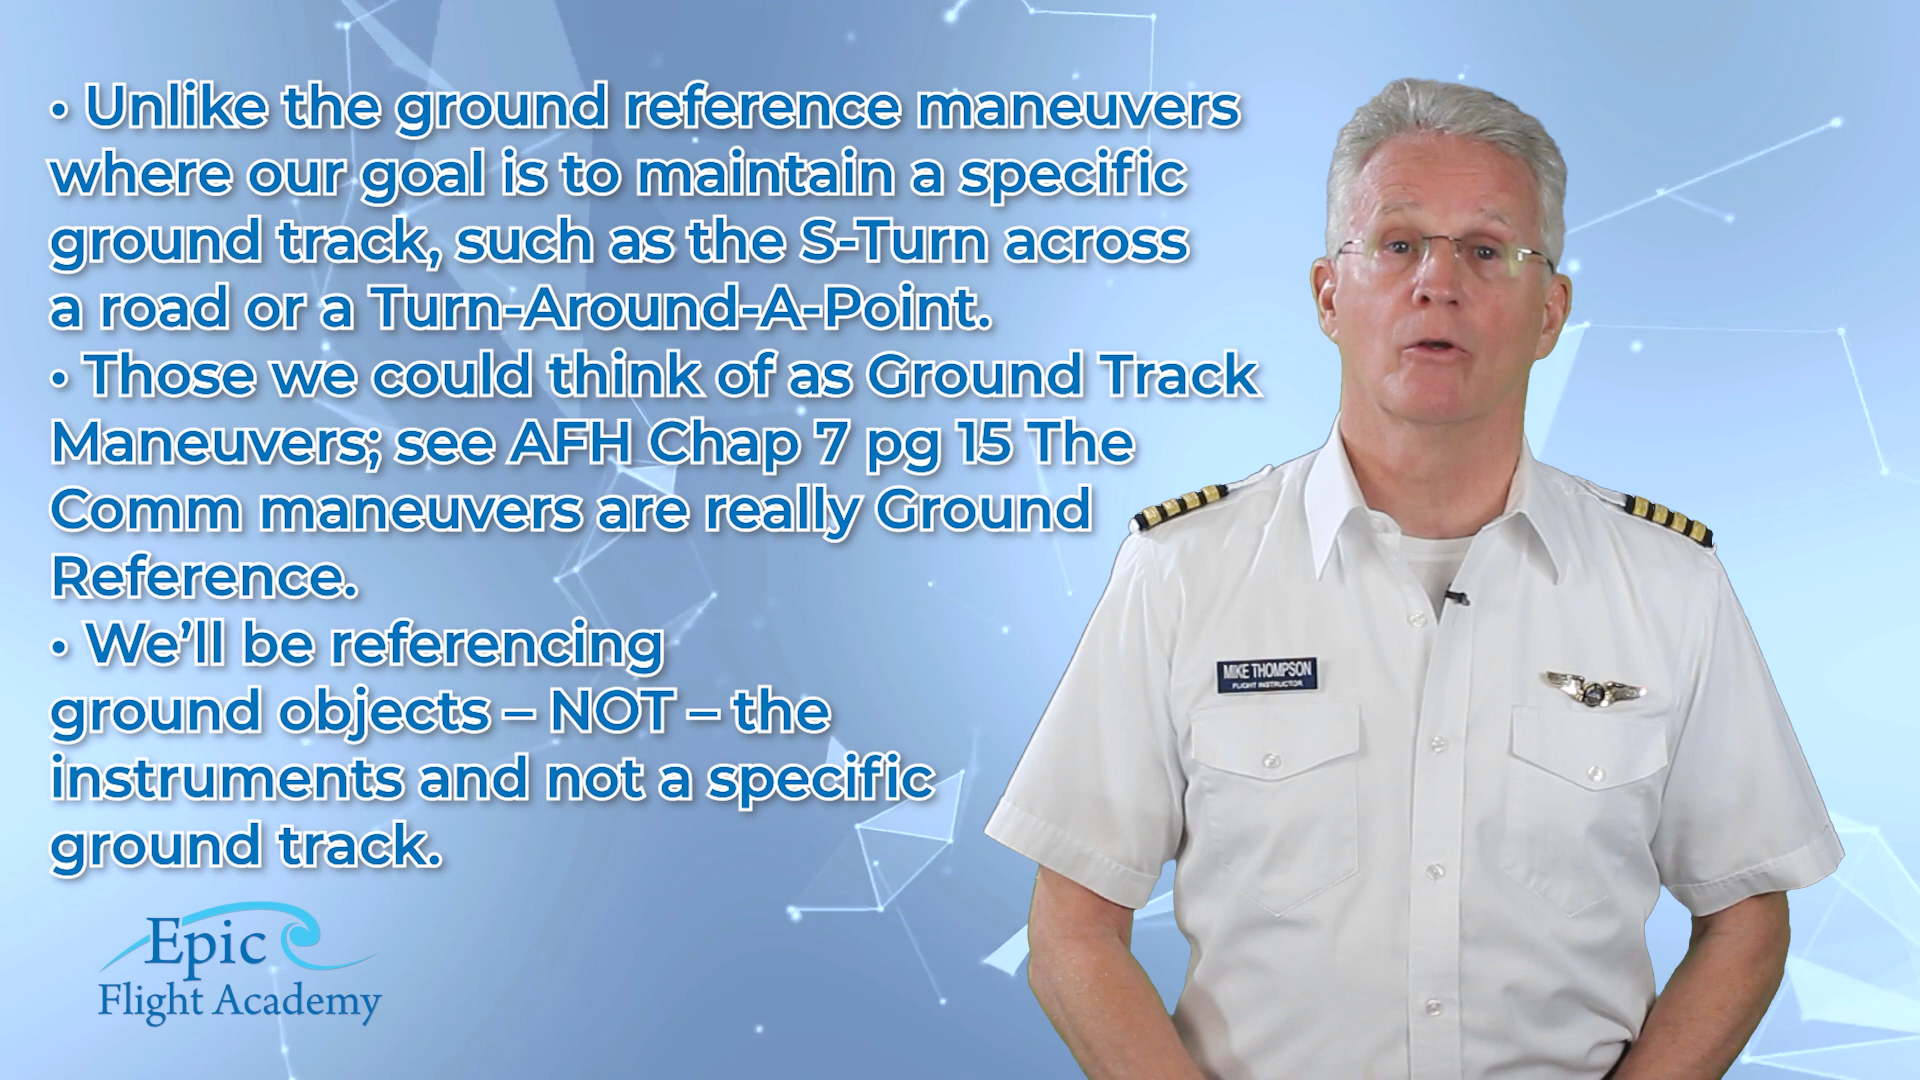 • Unlike the ground reference maneuvers
where our goal is to maintain a specific
ground track, such as the S-Turn across
a road or a Turn-Around-A-Point.
• Those we could think of as Ground Track
Maneuvers; see AFH Chap 7 pg 15 The
Comm maneuvers are really Ground
Reference.
• We’ll be referencing
ground objects – NOT – the
instruments and not a specific
ground track.
Epic
Flight Academy
MIKE THOMPSON
FLIGHT INSTRUCTOR